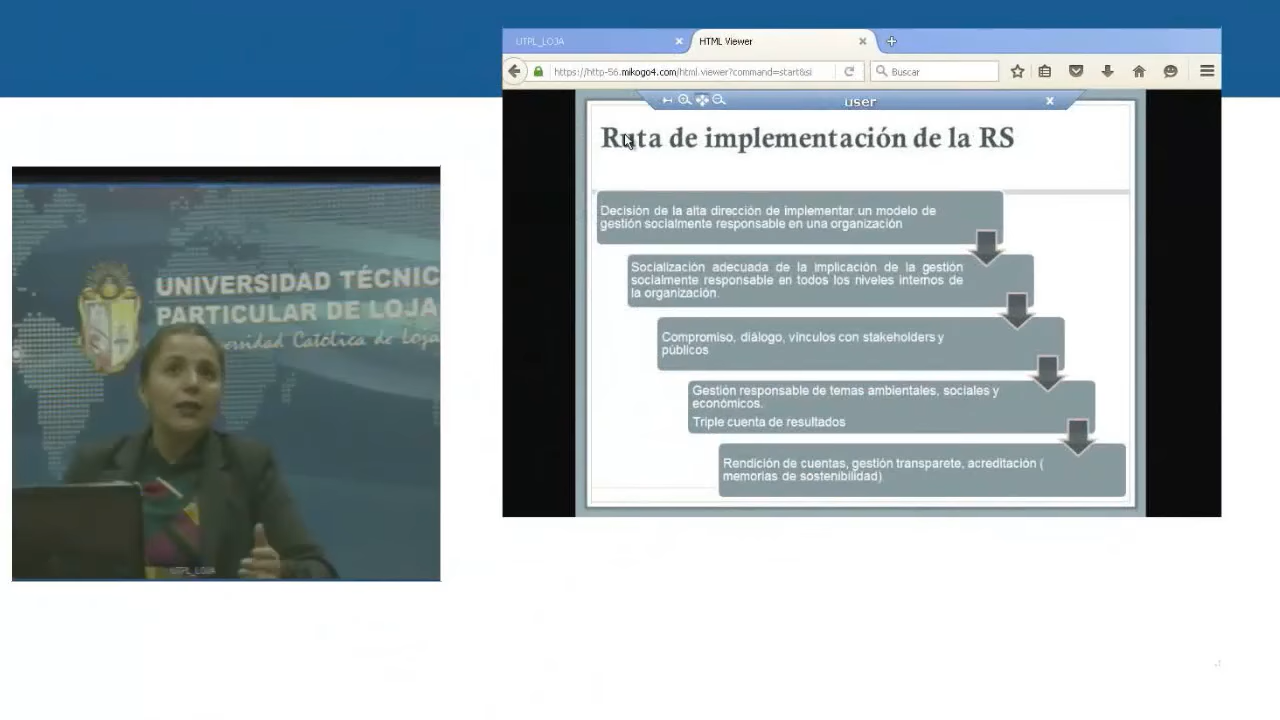 UTPL_LOJA
HTML Viewer
https://http-56.mikogo4.com/html.viewer?command=start&si
Buscar
user
Ruta de implementación de la RS
Decisión de la alta dirección de implementar un modelo de
gestión socialmente responsable en una organización
Socialización adecuada de la implicación de la gestión
socialmente responsable en todos los niveles internos de
la organización.
Compromiso, diálogo, vínculos con stakeholders y
públicos
Gestión responsable de temas ambientales, sociales y
económicos.
Triple cuenta de resultados
Rendición de cuentas, gestión transparete, acreditación (
memorias de sostenibilidad)
UNIVERSIDAD TÉCNIC
PARTICULAR DE LOJA
ersidad Católica de Loja
UTPL_LOJA